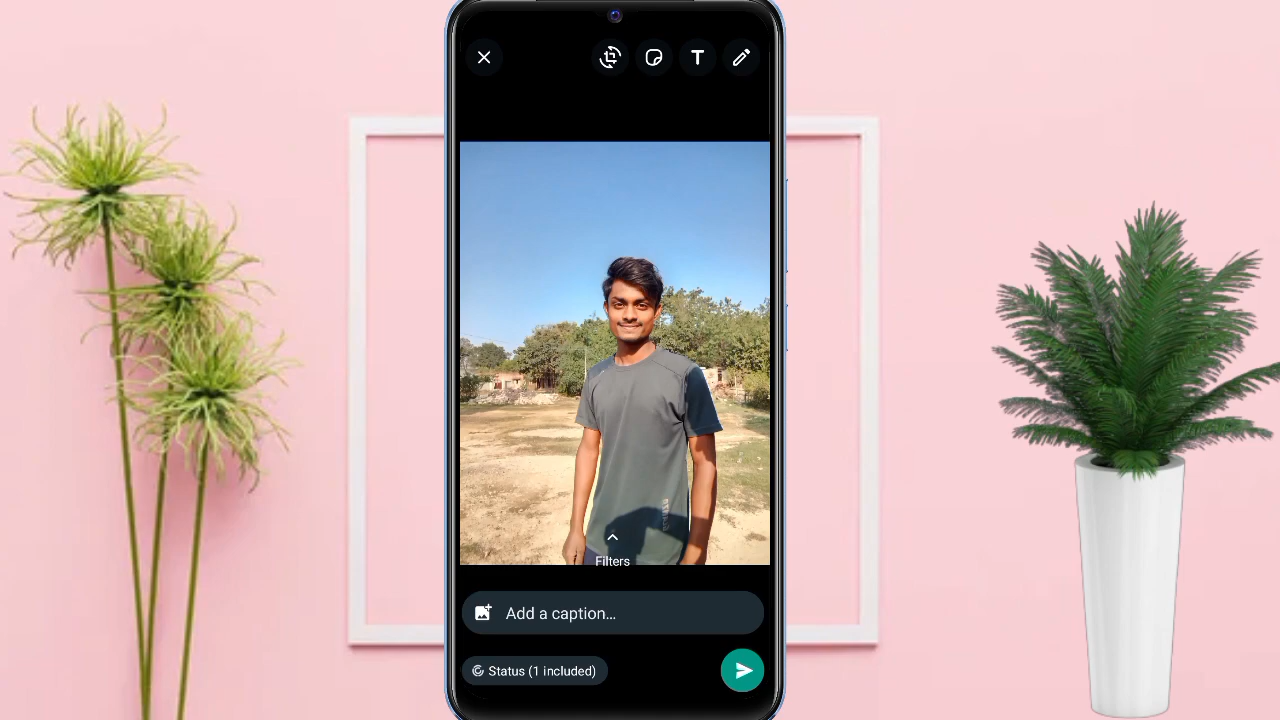 T
Filters
Add a caption...
Status (1 included)